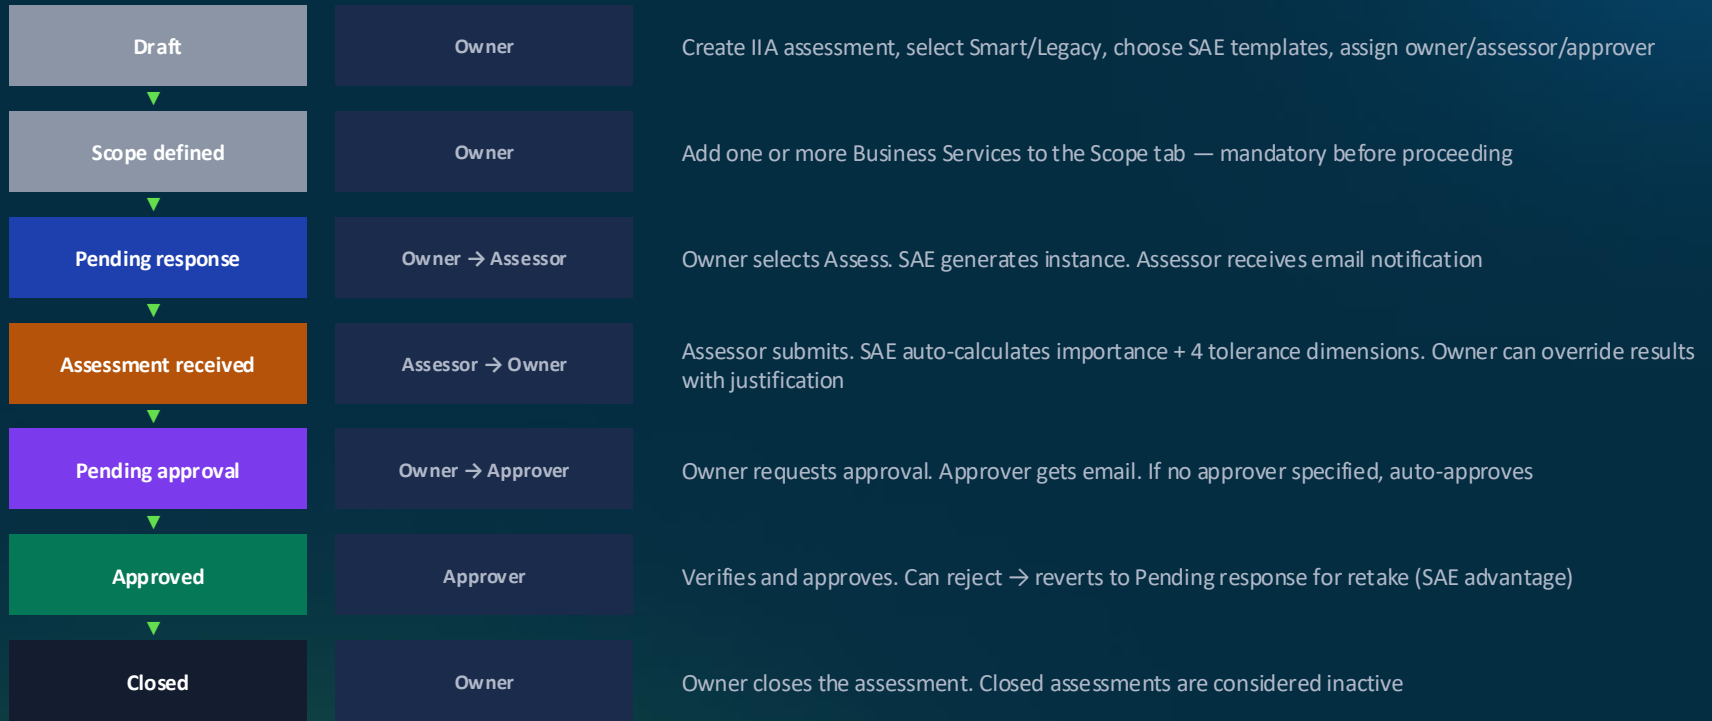 Draft
Owner
Create IIA assessment, select Smart/Legacy, choose SAE templates, assign owner/assessor/approver
Scope defined
Owner
Add one or more Business Services to the Scope tab — mandatory before proceeding
Pending response
Owner → Assessor
Owner selects Assess. SAE generates instance. Assessor receives email notification
Assessment received
Assessor → Owner
Assessor submits. SAE auto-calculates importance + 4 tolerance dimensions. Owner can override results
with justification
Pending approval
Owner → Approver
Owner requests approval. Approver gets email. If no approver specified, auto-approves
Approved
Approver
Verifies and approves. Can reject → reverts to Pending response for retake (SAE advantage)
Closed
Owner
Owner closes the assessment. Closed assessments are considered inactive